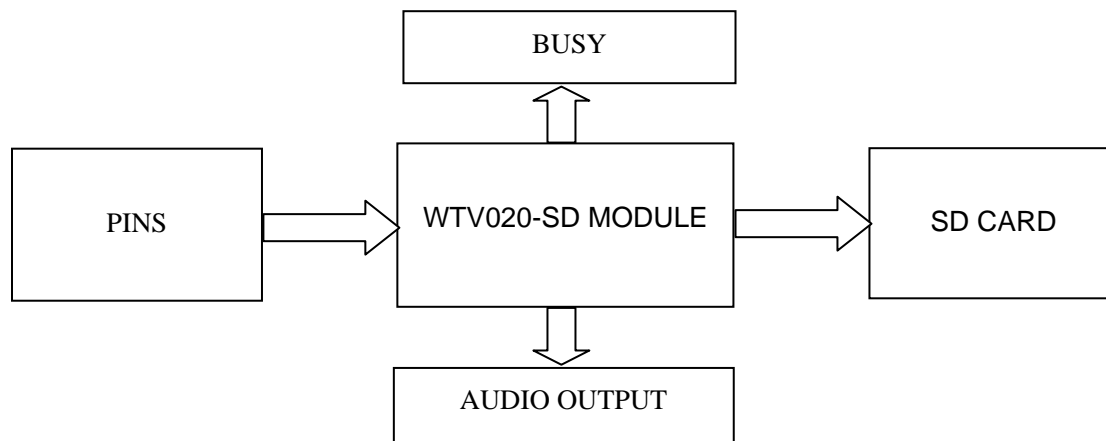 BUSY
PINS
WTV020-SD MODULE
SD CARD
AUDIO OUTPUT